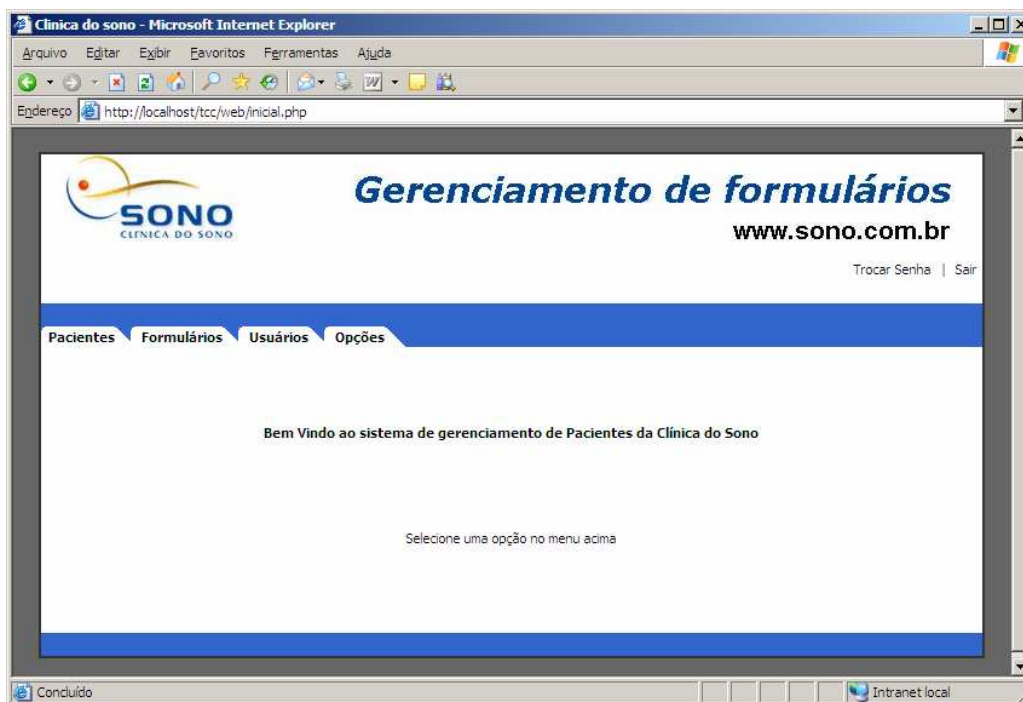 Clinica do sono - Microsoft Internet Explorer
Arquivo Editar Exibir Favoritos Ferramentas Ajuda
Endereço http://localhost/tcc/web/inicial.php
SONO
CLINICA DO SONO
Gerenciamento de formulários
www.sono.com.br
Trocar Senha | Sair
Pacientes Formulários Usuários Opções
Bem Vindo ao sistema de gerenciamento de Pacientes da Clínica do Sono
Selecione uma opção no menu acima
Concluído Intranet local